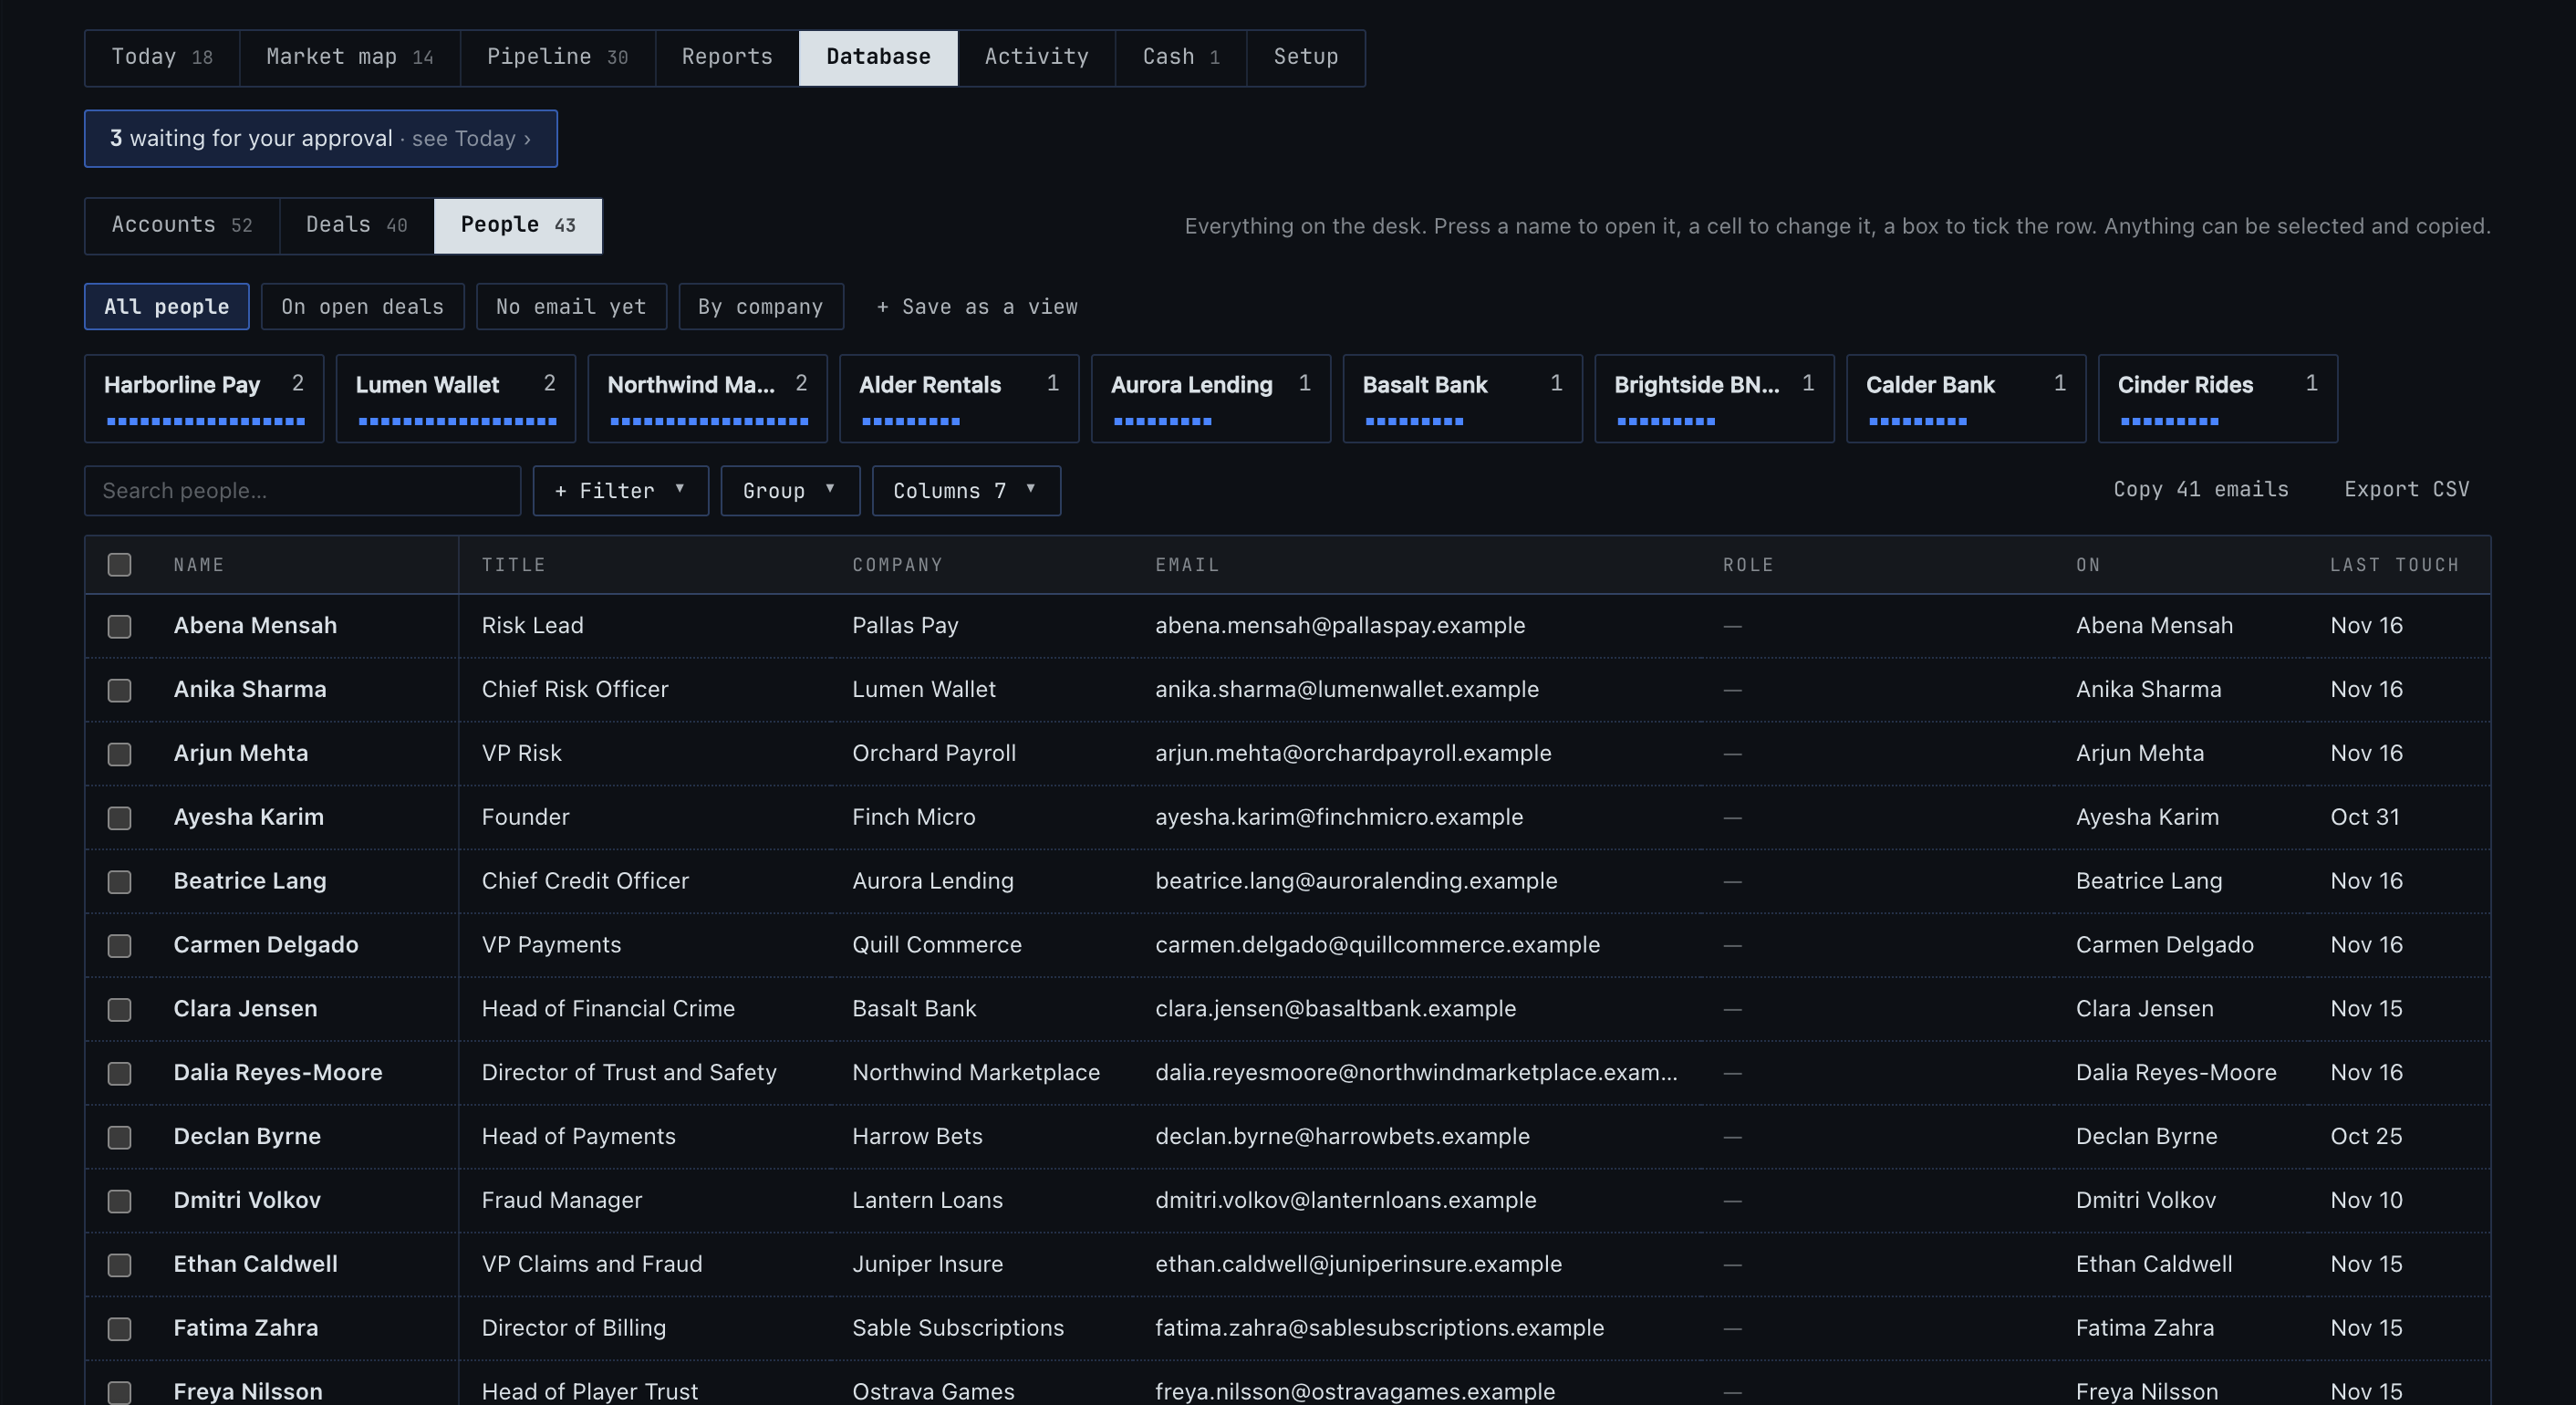 Today 18 Market map 14 Pipeline 30 Reports Database Activity Cash 1 Setup
3 waiting for your approval · see Today ›
Accounts 52 Deals 40 People 43 Everything on the desk. Press a name to open it, a cell to change it, a box to tick the row. Anything can be selected and copied.
All people On open deals No email yet By company + Save as a view
Harborline Pay 2 Lumen Wallet 2 Northwind Ma... 2 Alder Rentals 1 Aurora Lending 1 Basalt Bank 1 Brightside BN... 1 Calder Bank 1 Cinder Rides 1
Search people... + Filter ▼ Group ▼ Columns 7 ▼ Copy 41 emails Export CSV
NAME TITLE COMPANY EMAIL ROLE ON LAST TOUCH
Abena Mensah Risk Lead Pallas Pay abena.mensah@pallaspay.example — Abena Mensah Nov 16
Anika Sharma Chief Risk Officer Lumen Wallet anika.sharma@lumenwallet.example — Anika Sharma Nov 16
Arjun Mehta VP Risk Orchard Payroll arjun.mehta@orchardpayroll.example — Arjun Mehta Nov 16
Ayesha Karim Founder Finch Micro ayesha.karim@finchmicro.example — Ayesha Karim Oct 31
Beatrice Lang Chief Credit Officer Aurora Lending beatrice.lang@auroralending.example — Beatrice Lang Nov 16
Carmen Delgado VP Payments Quill Commerce carmen.delgado@quillcommerce.example — Carmen Delgado Nov 16
Clara Jensen Head of Financial Crime Basalt Bank clara.jensen@basaltbank.example — Clara Jensen Nov 15
Dalia Reyes-Moore Director of Trust and Safety Northwind Marketplace dalia.reyesmoore@northwindmarketplace.exam... — Dalia Reyes-Moore Nov 16
Declan Byrne Head of Payments Harrow Bets declan.byrne@harrowbets.example — Declan Byrne Oct 25
Dmitri Volkov Fraud Manager Lantern Loans dmitri.volkov@lanternloans.example — Dmitri Volkov Nov 10
Ethan Caldwell VP Claims and Fraud Juniper Insure ethan.caldwell@juniperinsure.example — Ethan Caldwell Nov 15
Fatima Zahra Director of Billing Sable Subscriptions fatima.zahra@sablesubscriptions.example — Fatima Zahra Nov 15
Freya Nilsson Head of Player Trust Ostrava Games freya.nilsson@ostravagames.example — Freya Nilsson Nov 15